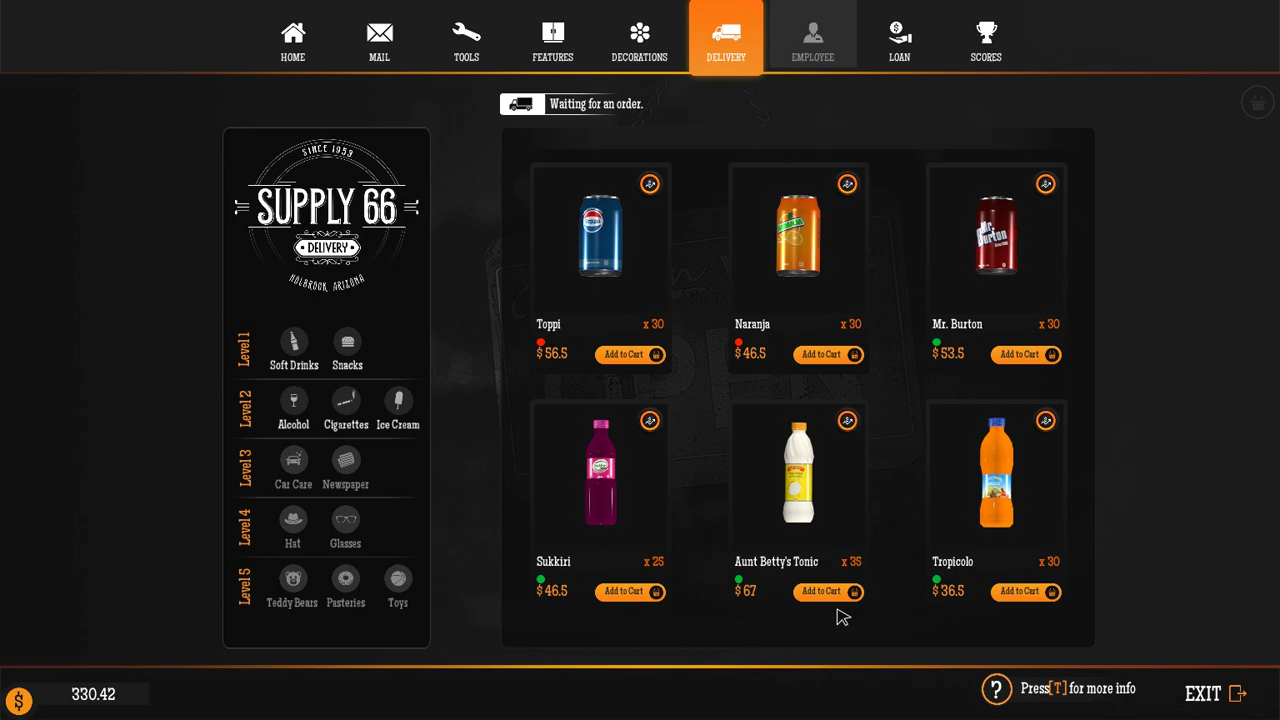 HOME
MAIL
TOOLS
FEATURES
DECORATIONS
DELIVERY
EMPLOYEE
LOAN
SCORES
Waiting for an order.
SINCE 1953
SUPPLY 66
DELIVERY
HOLBROOK, ARIZONA
Level 1
Soft Drinks
Snacks
Level 2
Alcohol
Cigarettes
Ice Cream
Level 3
Car Care
Newspaper
Level 4
Hat
Glasses
Level 5
Teddy Bears
Pasteries
Toys
Toppi x 30
$ 56.5 Add to Cart
Naranja x 30
$ 46.5 Add to Cart
Mr. Burton
Mr. Burton x 30
$ 53.5 Add to Cart
Sukkiri x 25
$ 46.5 Add to Cart
Aunt Betty's Tonic x 35
$ 67 Add to Cart
Tropicolo x 30
$ 36.5 Add to Cart
$ 330.42
? Press[T] for more info
EXIT